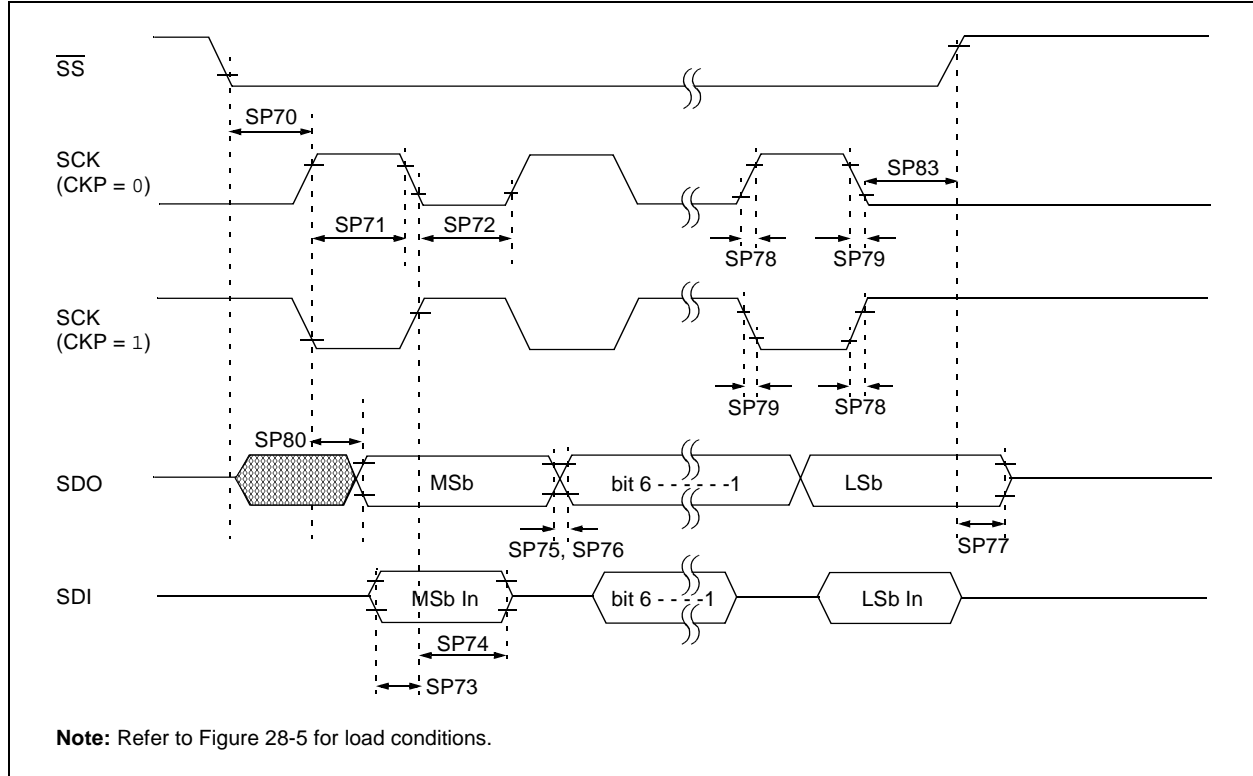 SS
SP70
SCK
(CKP = 0)
SP83
SP71
SP72
SP78
SP79
SCK
(CKP = 1)
SP79
SP78
SP80
SDO
MSb
bit 6 - - - - - -1
LSb
SP75, SP76
SP77
SDI
MSb In
bit 6 - - - -1
LSb In
SP74
SP73
Note: Refer to Figure 28-5 for load conditions.